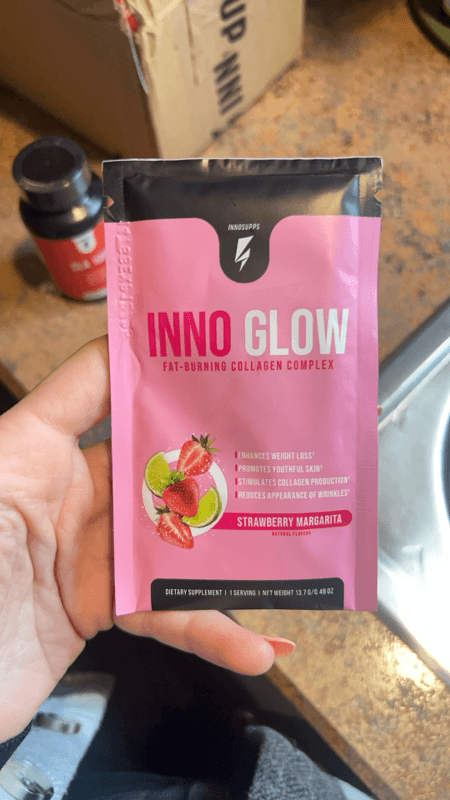 INNOSUPPS
INNO GLOW
FAT-BURNING COLLAGEN COMPLEX
ENHANCES WEIGHT LOSS†
PROMOTES YOUTHFUL SKIN†
STIMULATES COLLAGEN PRODUCTION†
REDUCES APPEARANCE OF WRINKLES†
STRAWBERRY MARGARITA
NATURAL FLAVORS
DIETARY SUPPLEMENT | 1 SERVING | NET WEIGHT 13.7 G/0.48 OZ